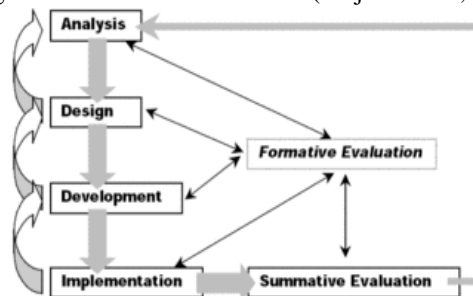 Analysis
Design
Formative Evaluation
Development
Implementation
Summative Evaluation